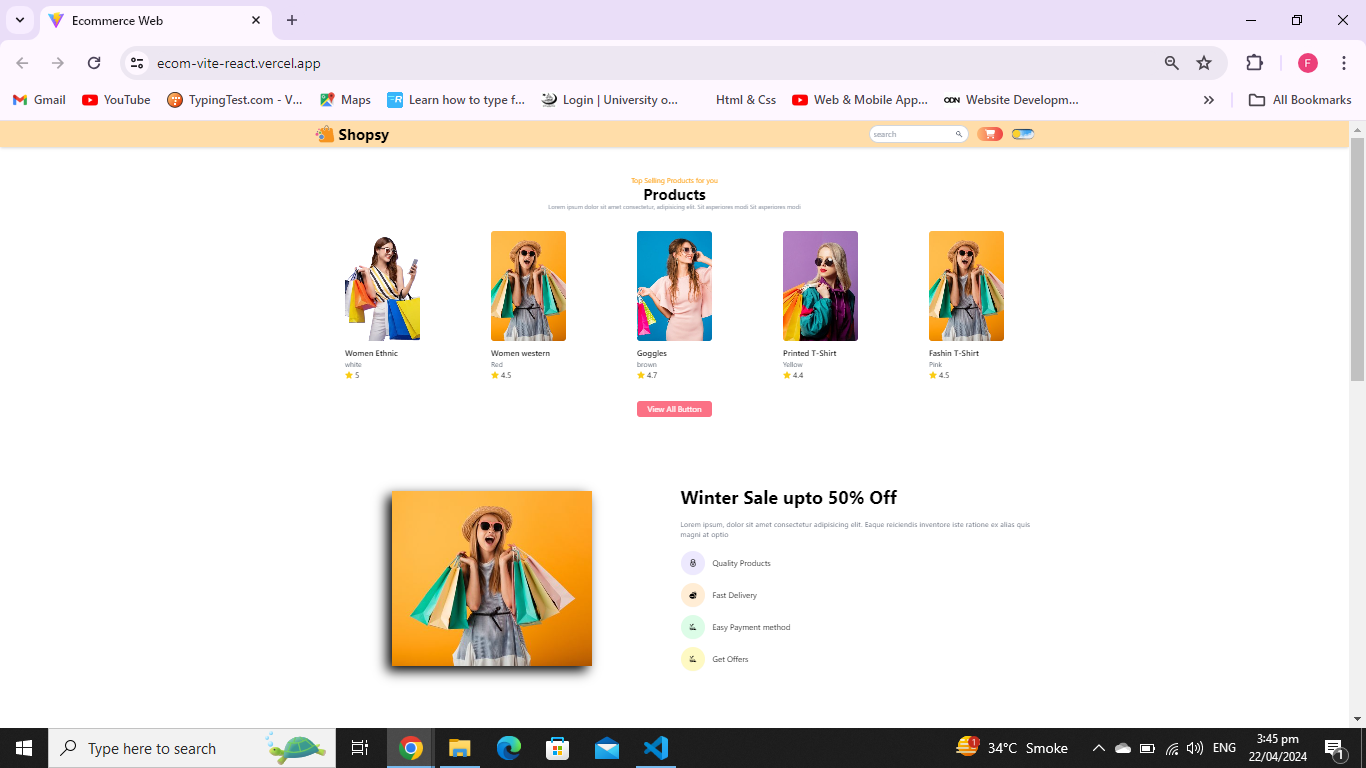 Ecommerce Web
ecom-vite-react.vercel.app
F
Gmail YouTube TypingTest.com - V... Maps Learn how to type f... Login | University o... Html & Css Web & Mobile App... ODN Website Developm... All Bookmarks
Shopsy search
Top Selling Products for you
Products
Lorem ipsum dolor sit amet consectetur, adipisicing elit. Sit asperiores modi Sit asperiores modi
Women Ethnic Women western Goggles Printed T-Shirt Fashin T-Shirt
white Red brown Yellow Pink
5 4.5 4.7 4.4 4.5
View All Button
Winter Sale upto 50% Off
Lorem ipsum, dolor sit amet consectetur adipisicing elit. Eaque reiciendis inventore iste ratione ex alias quis
magni at optio
Quality Products
Fast Delivery
Easy Payment method
Get Offers
Type here to search 1 34°C Smoke ENG 3:45 pm 1
22/04/2024